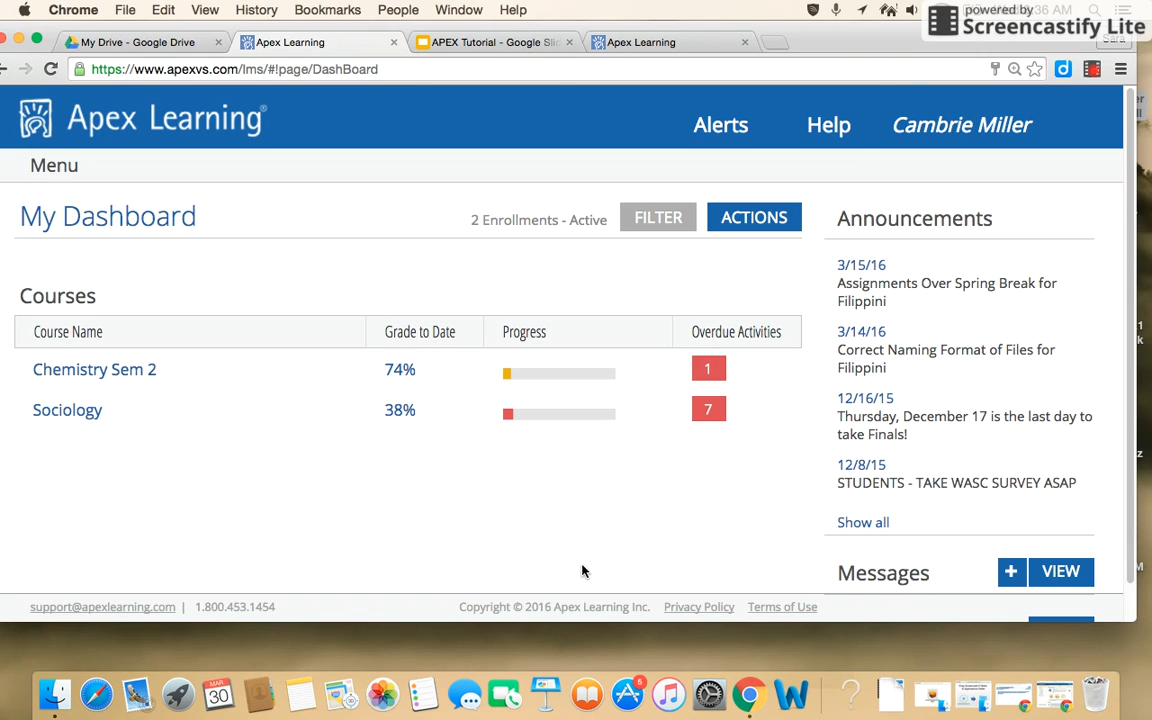 Chrome File Edit View History Bookmarks People Window Help
36 AM
powered by
Screencastify Lite
My Drive - Google Drive
Apex Learning
APEX Tutorial - Google Slid
Apex Learning
Sara
https://www.apexvs.com/lms/#!page/DashBoard
Apex Learning®
Alerts Help Cambrie Miller
Menu
My Dashboard
2 Enrollments - Active FILTER ACTIONS
Courses
Course Name Grade to Date Progress Overdue Activities
Chemistry Sem 2 74% 1
Sociology 38% 7
Announcements
3/15/16
Assignments Over Spring Break for
Filippini
3/14/16
Correct Naming Format of Files for
Filippini
12/16/15
Thursday, December 17 is the last day to
take Finals!
12/8/15
STUDENTS - TAKE WASC SURVEY ASAP
Show all
Messages + VIEW
support@apexlearning.com | 1.800.453.1454
Copyright © 2016 Apex Learning Inc. Privacy Policy Terms of Use
MAR
30
5